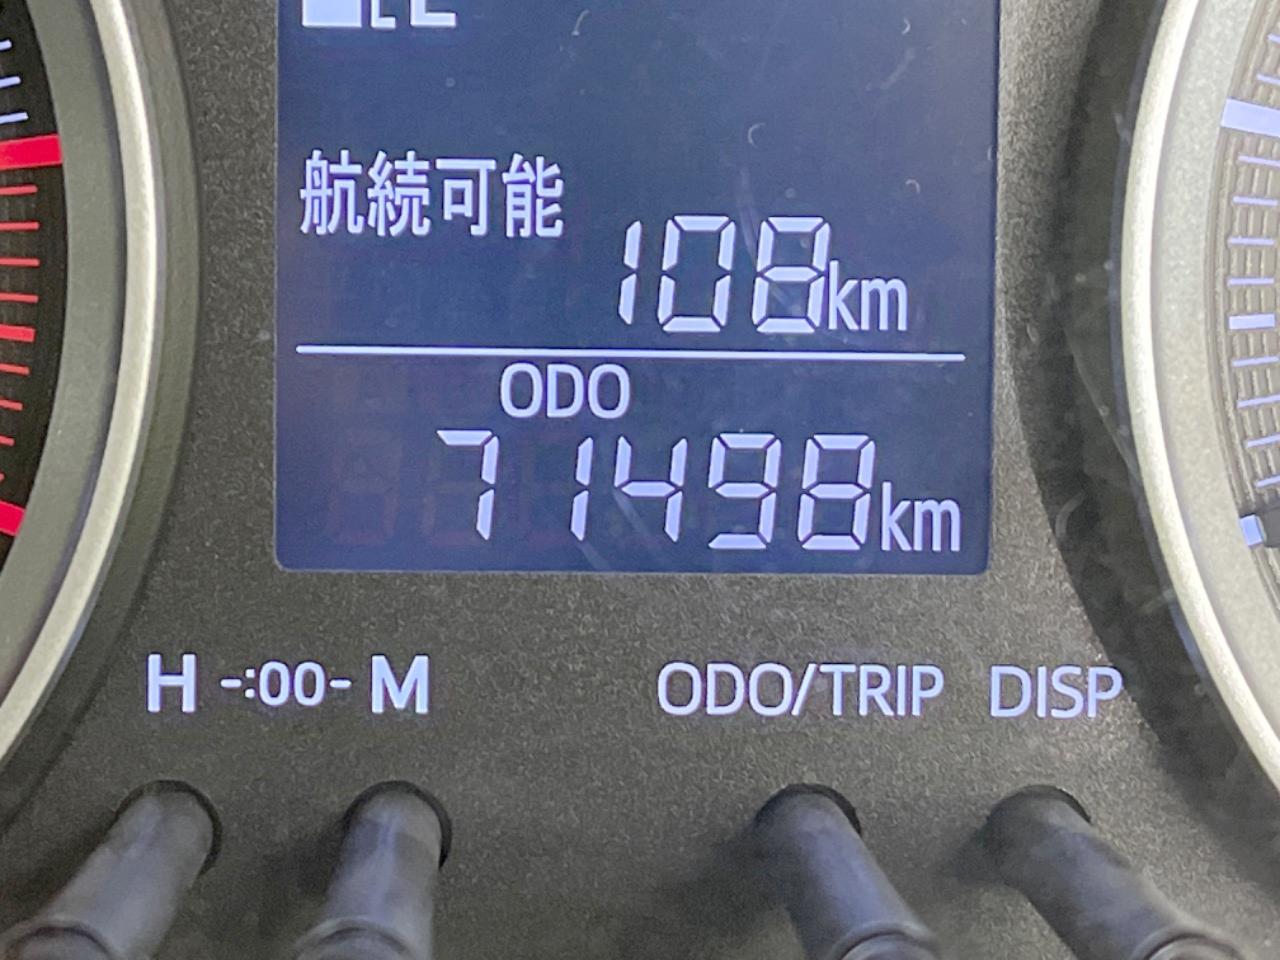 航続可能
108km
ODO
71498km
H -:00- M
ODO/TRIP DISP